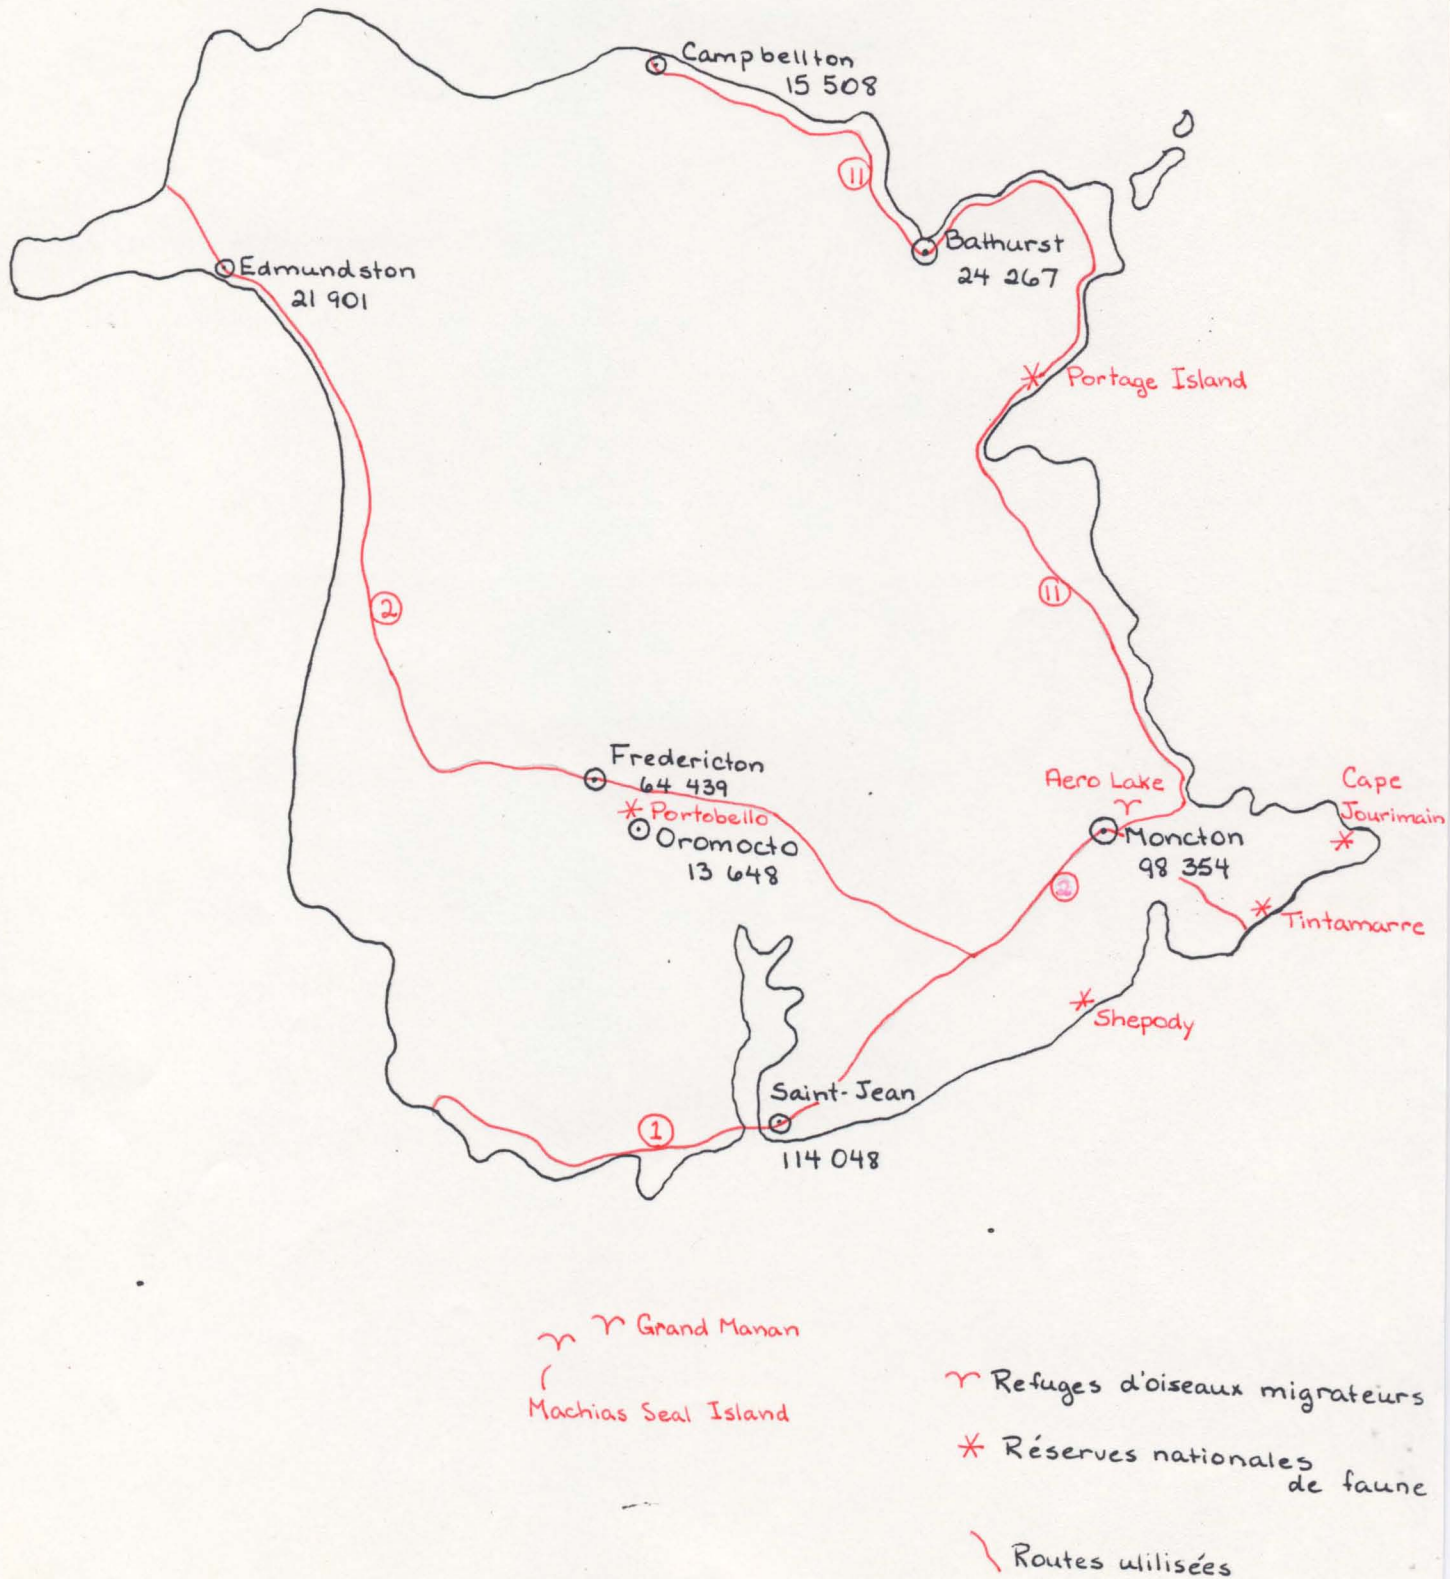 Campbellton
15 508
11
Bathurst
24 267
Edmundston
21 901
Portage Island
11
2
Fredericton
64 439
Portobello
Oromocto
13 648
Aero Lake
Cape
Jourimain
Moncton
98 354
2
Tintamarre
Shepody
Saint-Jean
114 048
1
Grand Manan
Machias Seal Island
Refuges d'oiseaux migrateurs
Réserves nationales
de faune
Routes utilisées